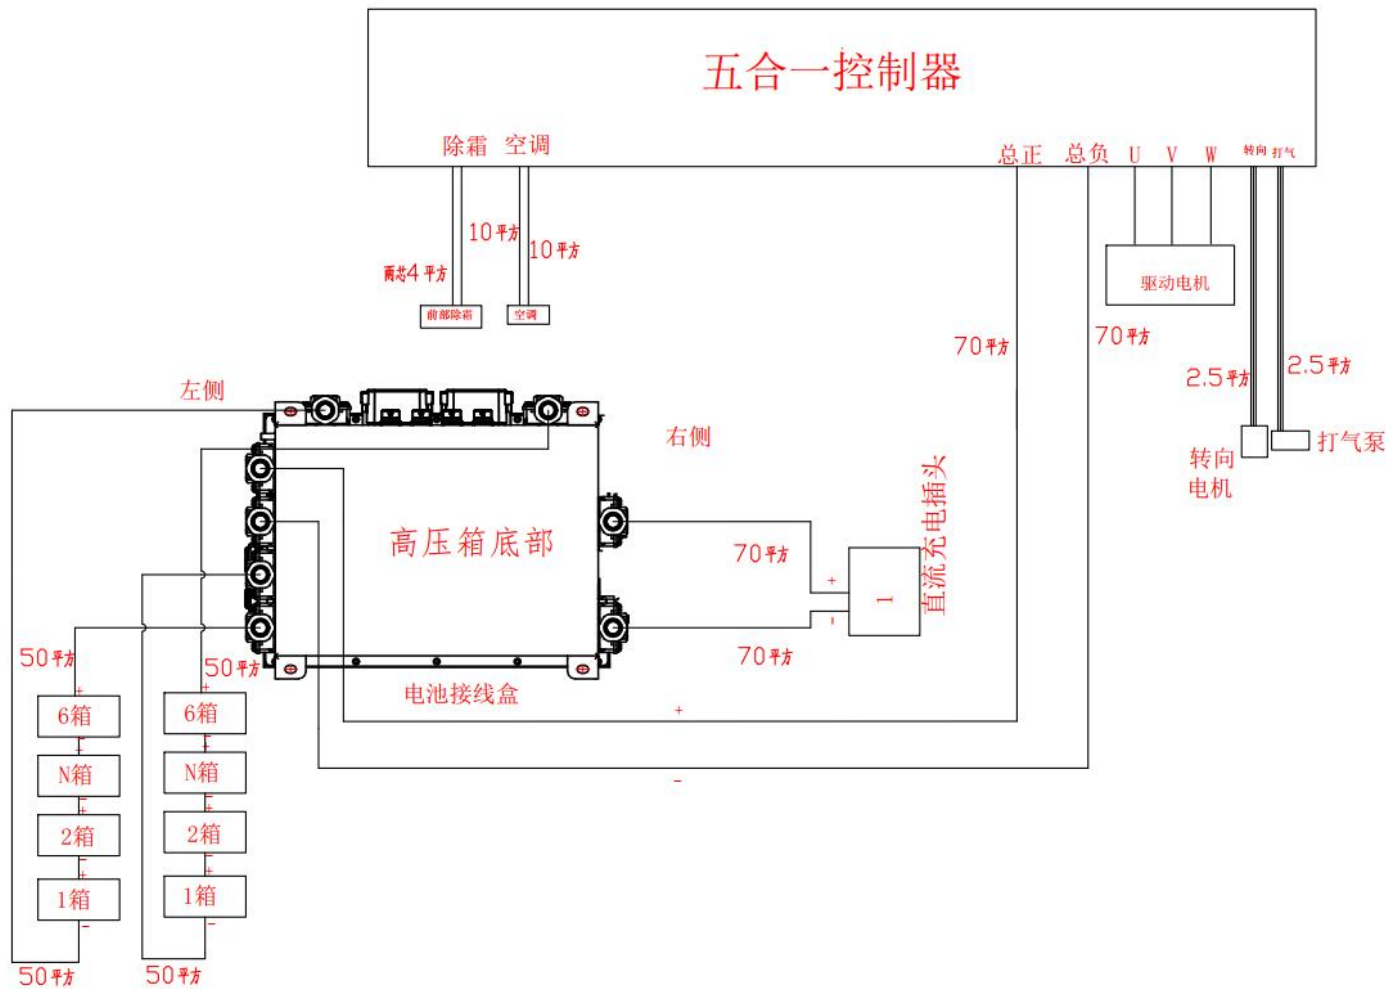 五合一控制器
除霜 空调 总正 总负 U V W 转向 打气
10平方
10平方
两芯4平方
前部除霜
空调
驱动电机
70平方
70平方
2.5平方
2.5平方
转向
电机
打气泵
左侧
右侧
高压箱底部
电池接线盒
70平方
70平方
+
-
1
直流充电插头
+
-
50平方
50平方
+
6箱
-
+
N箱
-
+
2箱
-
+
1箱
-
50平方
+
6箱
-
+
N箱
-
+
2箱
-
+
1箱
-
50平方